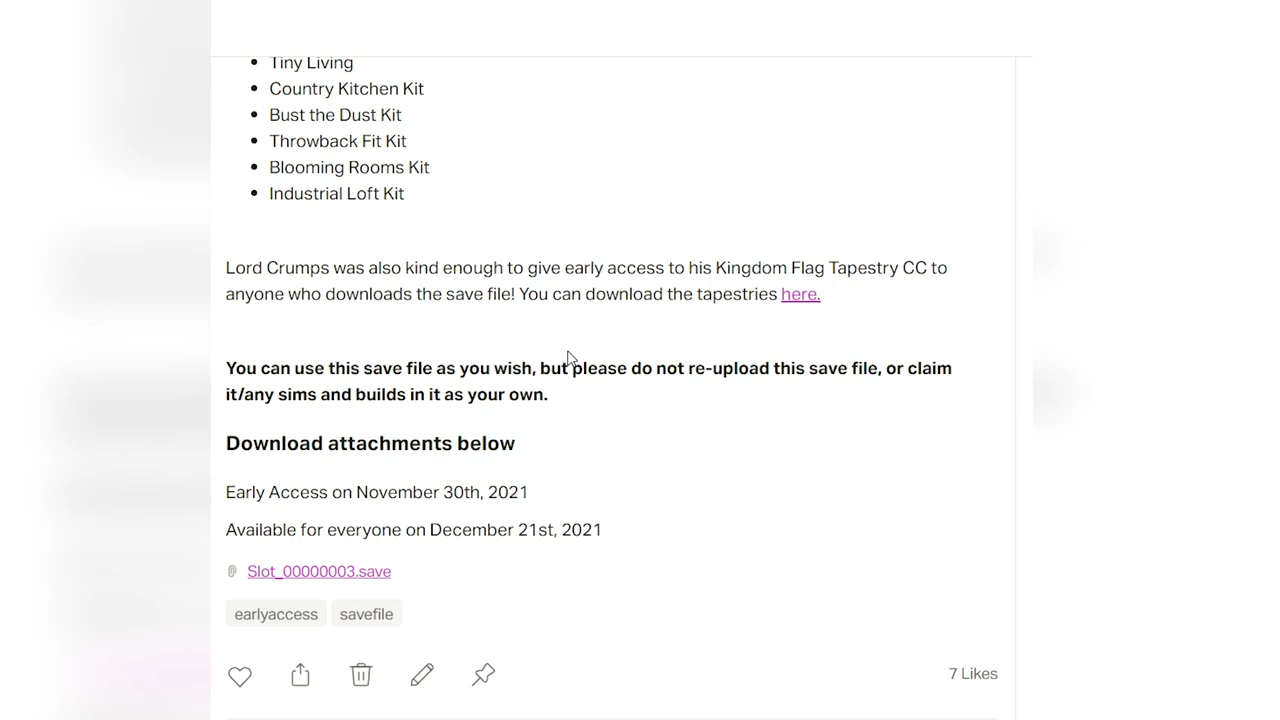 Tiny Living
Country Kitchen Kit
Bust the Dust Kit
Throwback Fit Kit
Blooming Rooms Kit
Industrial Loft Kit
Lord Crumps was also kind enough to give early access to his Kingdom Flag Tapestry CC to
anyone who downloads the save file! You can download the tapestries here.
You can use this save file as you wish, but please do not re-upload this save file, or claim
it/any sims and builds in it as your own.
Download attachments below
Early Access on November 30th, 2021
Available for everyone on December 21st, 2021
Slot_00000003.save
earlyaccess savefile
7 Likes